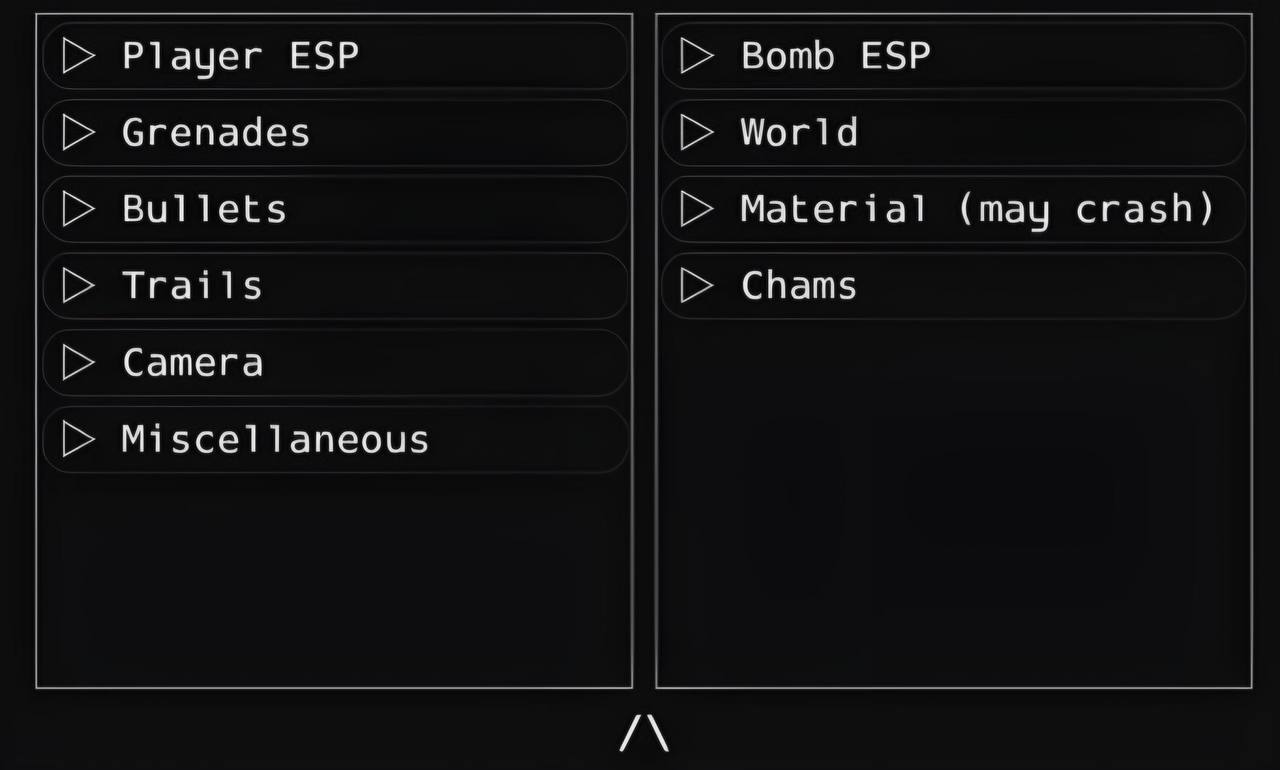 Player ESP
Grenades
Bullets
Trails
Camera
Miscellaneous
Bomb ESP
World
Material (may crash)
Chams
/\